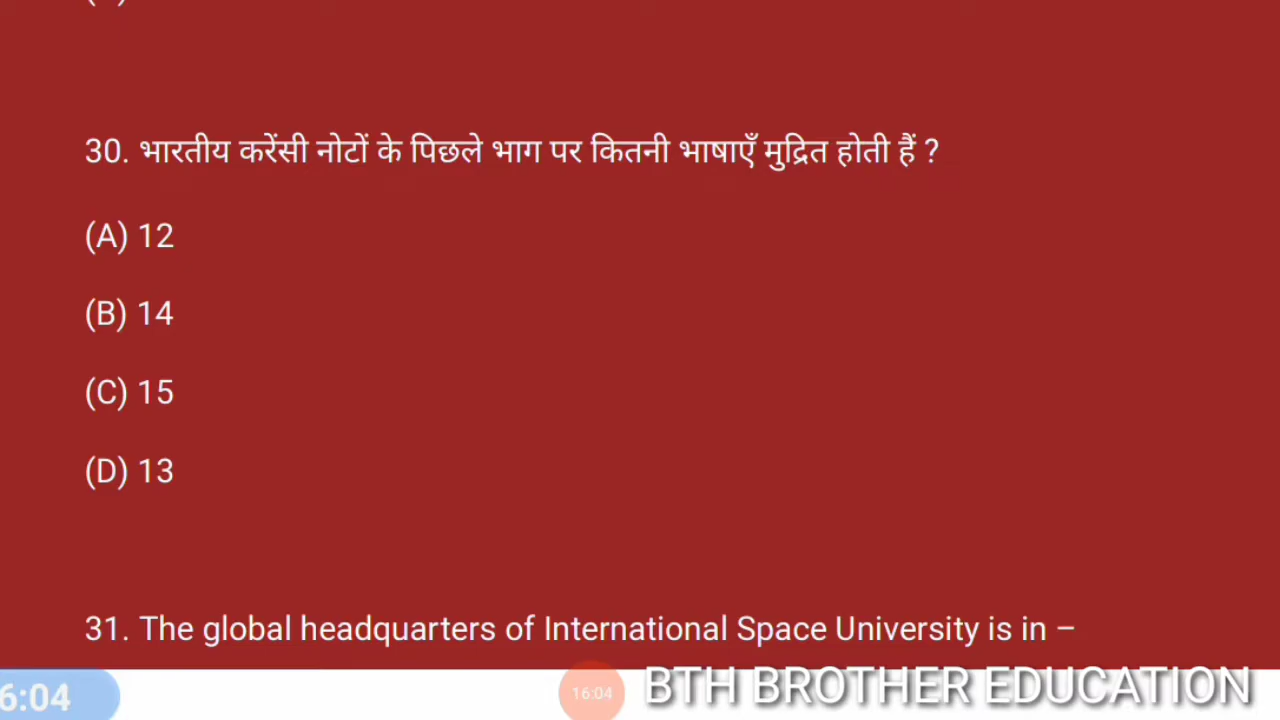 30. भारतीय करेंसी नोटों के पिछले भाग पर कितनी भाषाएँ मुद्रित होती हैं ?
(A) 12
(B) 14
(C) 15
(D) 13
31. The global headquarters of International Space University is in –
6:04
16:04
BTH BROTHER EDUCATION